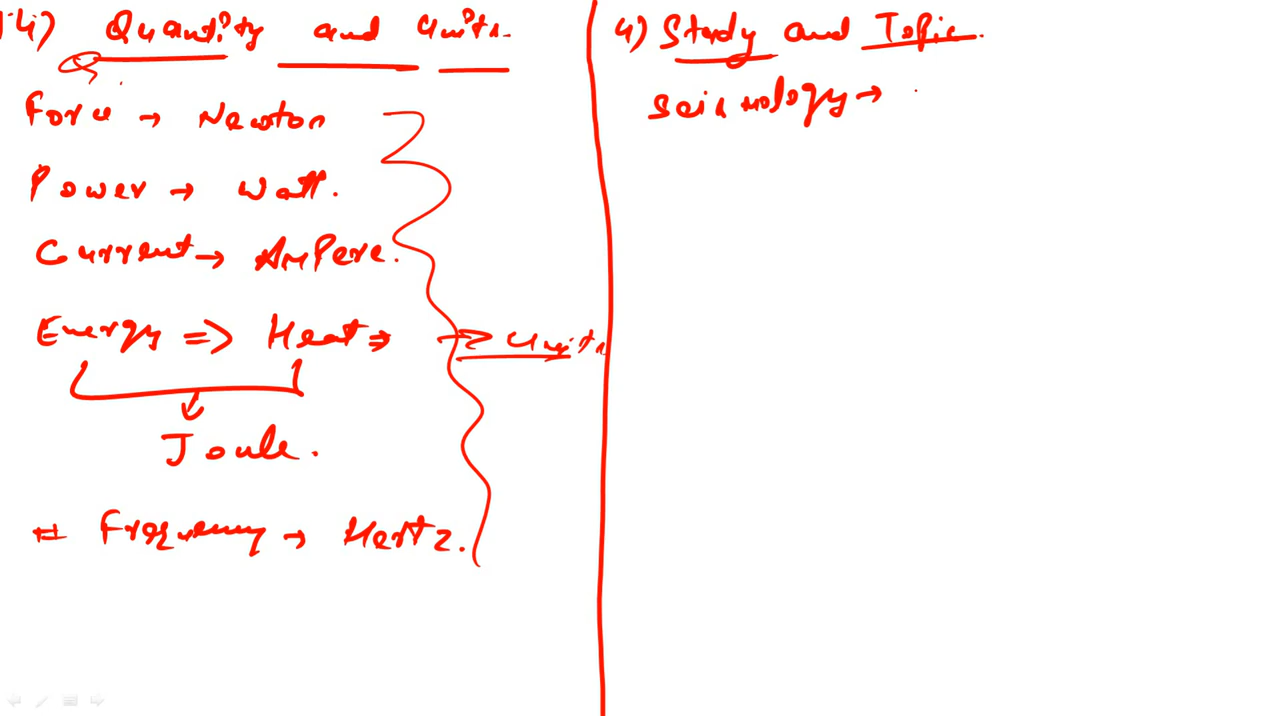 14) Quantity and Units.
Force → Newton
Power → Watt.
Current → Ampere.
Energy => Heat => → Units
Joule.
# Frequency → Hertz.
4) Study and Topic.
Seismology →